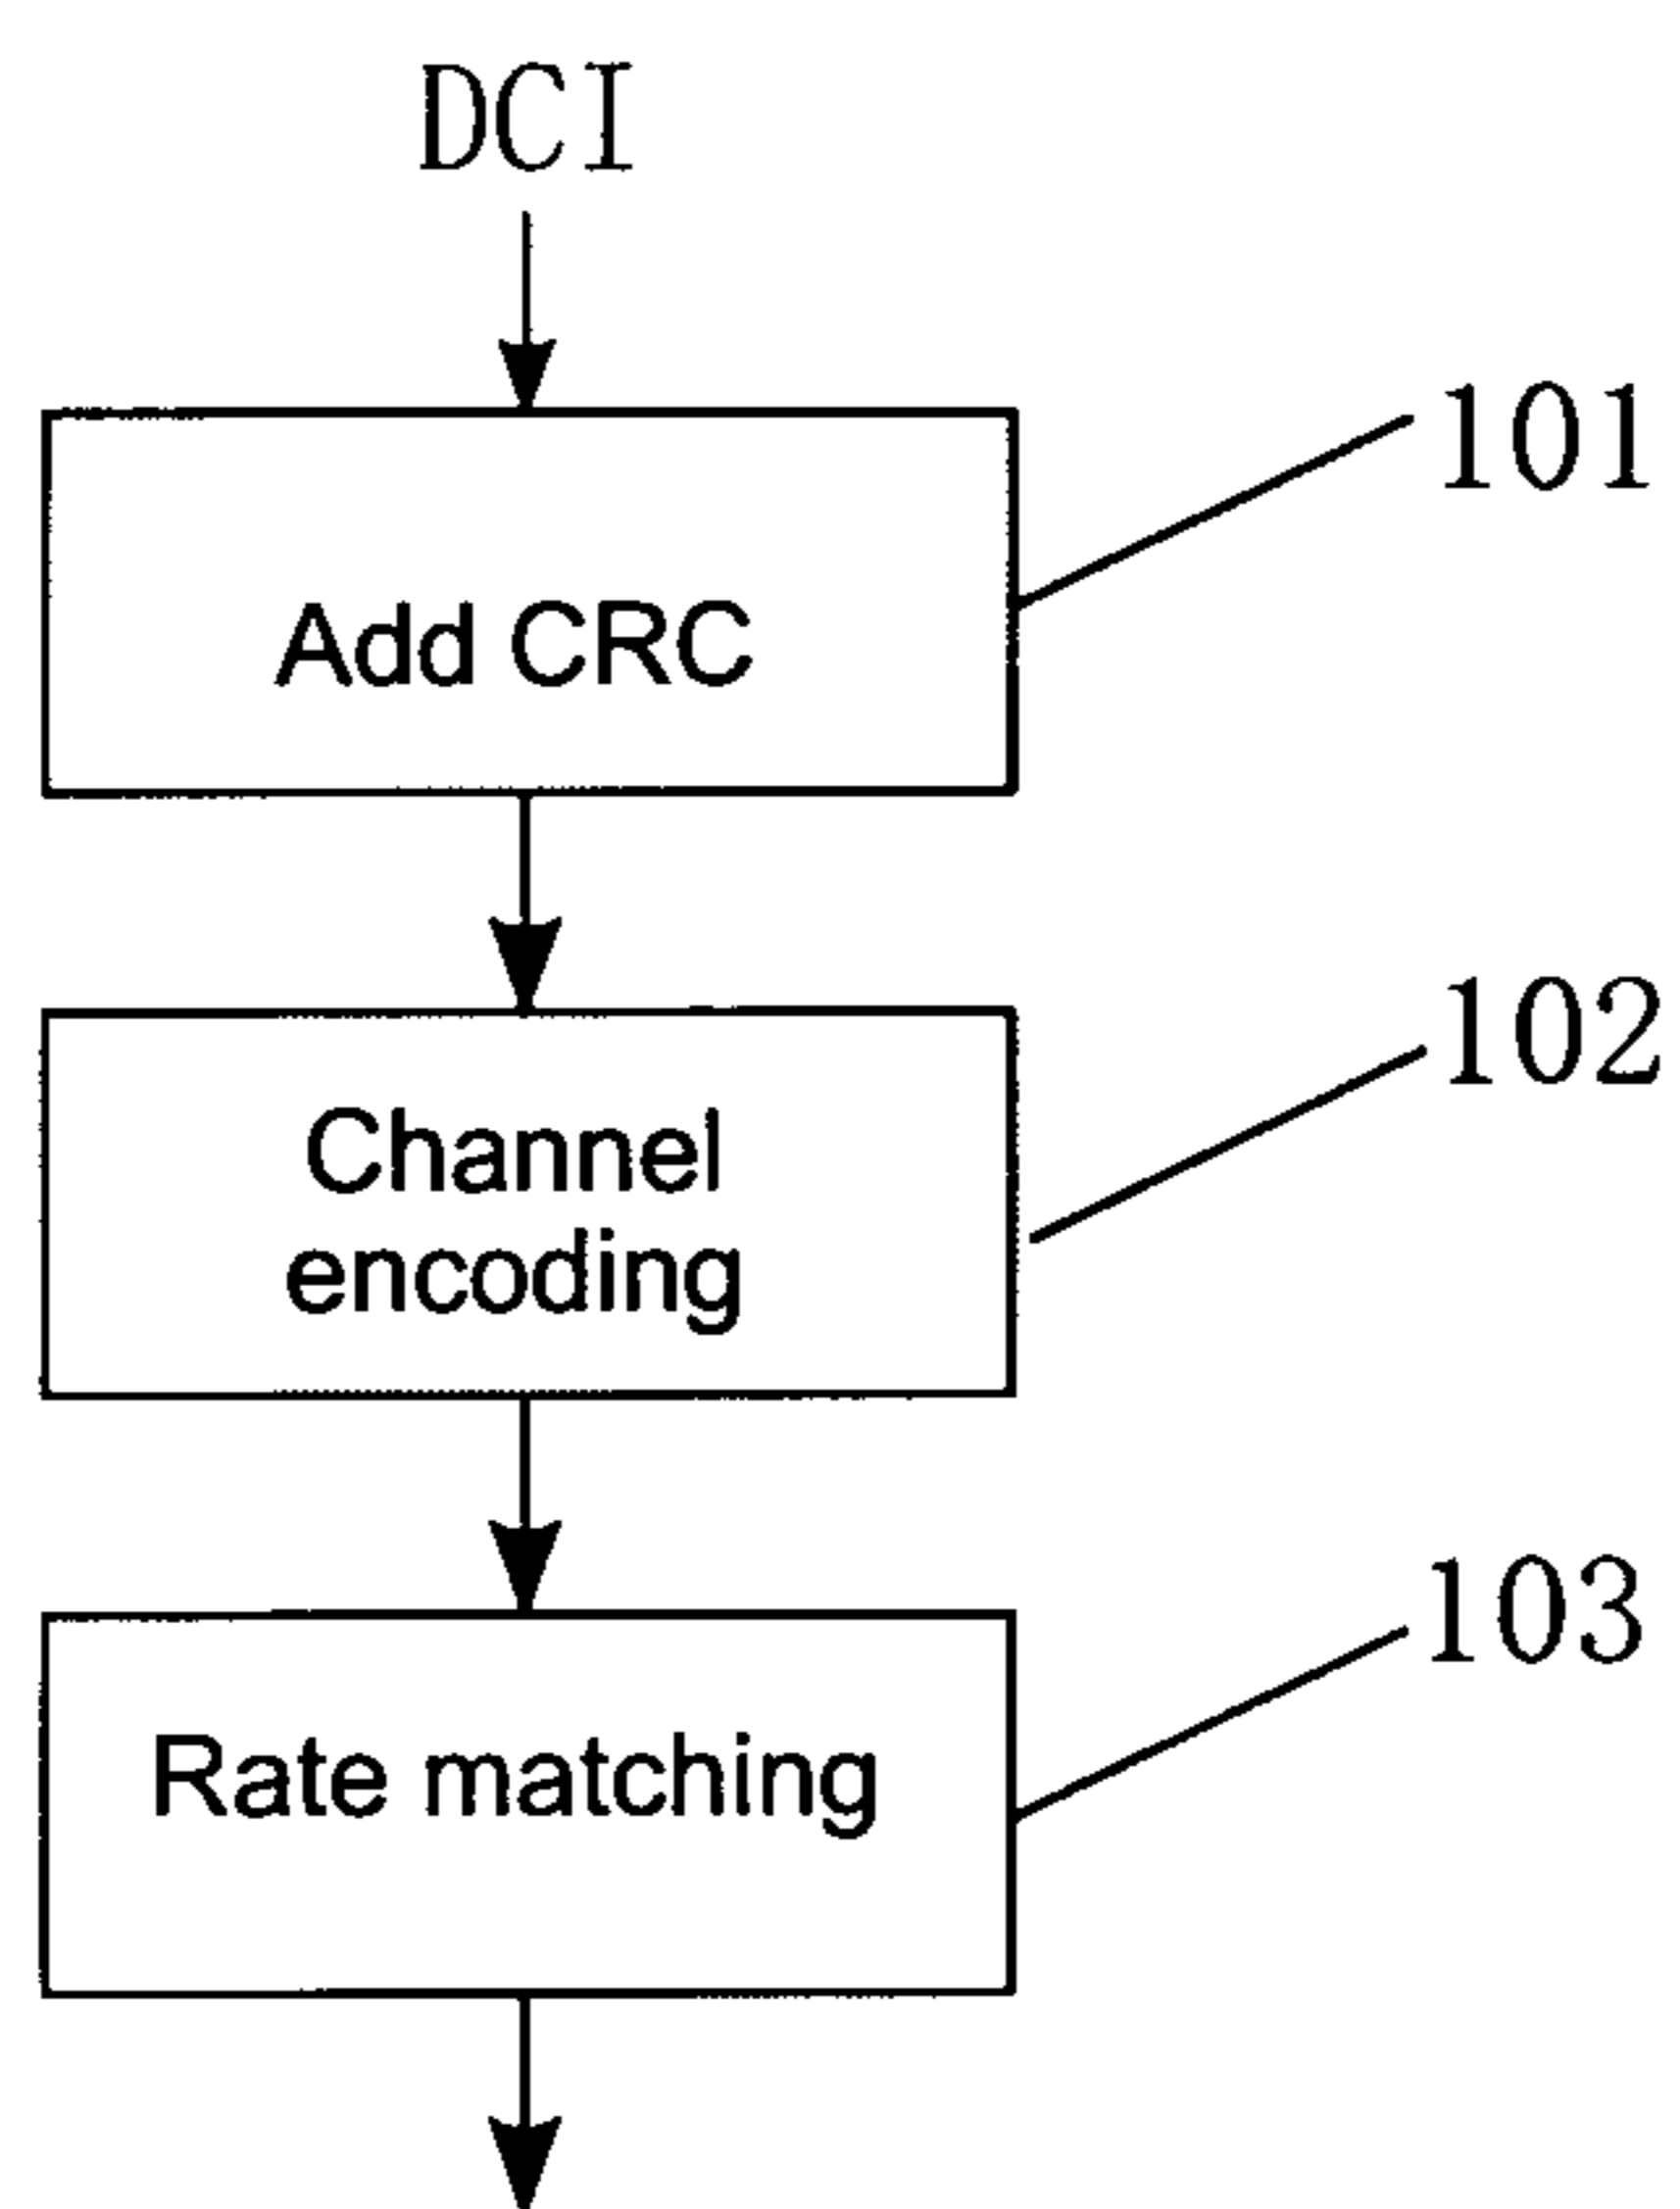 DCI
101
Add CRC
102
Channel
encoding
103
Rate matching